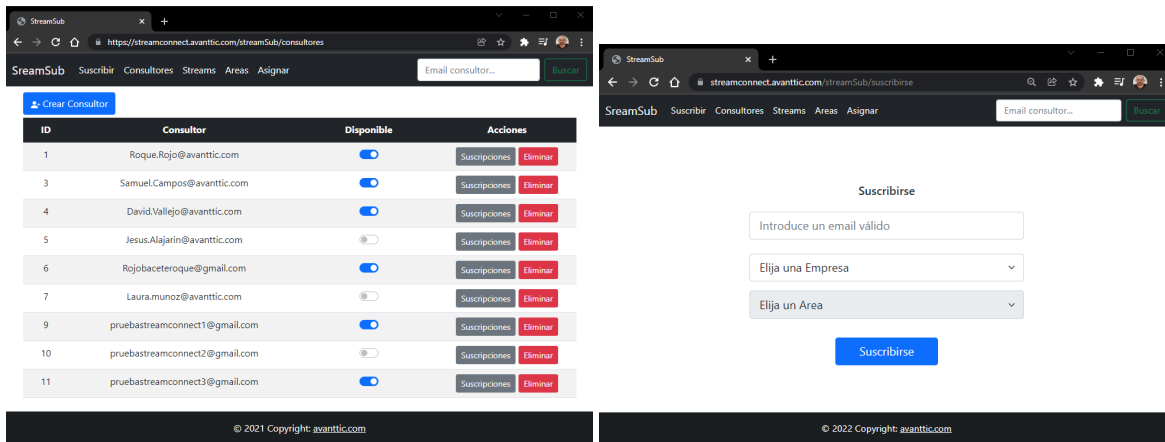 StreamSub
https://streamconnect.avanttic.com/streamSub/consultores
SreamSub Suscribir Consultores Streams Areas Asignar Email consultor... Buscar
Crear Consultor
ID Consultor Disponible Acciones
1 Roque.Rojo@avanttic.com Suscripciones Eliminar
3 Samuel.Campos@avanttic.com Suscripciones Eliminar
4 David.Vallejo@avanttic.com Suscripciones Eliminar
5 Jesus.Alajarin@avanttic.com Suscripciones Eliminar
6 Rojobaceteroque@gmail.com Suscripciones Eliminar
7 Laura.munoz@avanttic.com Suscripciones Eliminar
9 pruebastreamconnect1@gmail.com Suscripciones Eliminar
10 pruebastreamconnect2@gmail.com Suscripciones Eliminar
11 pruebastreamconnect3@gmail.com Suscripciones Eliminar
© 2021 Copyright: avanttic.com
StreamSub
streamconnect.avanttic.com/streamSub/suscribirse
SreamSub Suscribir Consultores Streams Areas Asignar Email consultor... Buscar
Suscribirse
Introduce un email válido
Elija una Empresa
Elija un Area
Suscribirse
© 2022 Copyright: avanttic.com